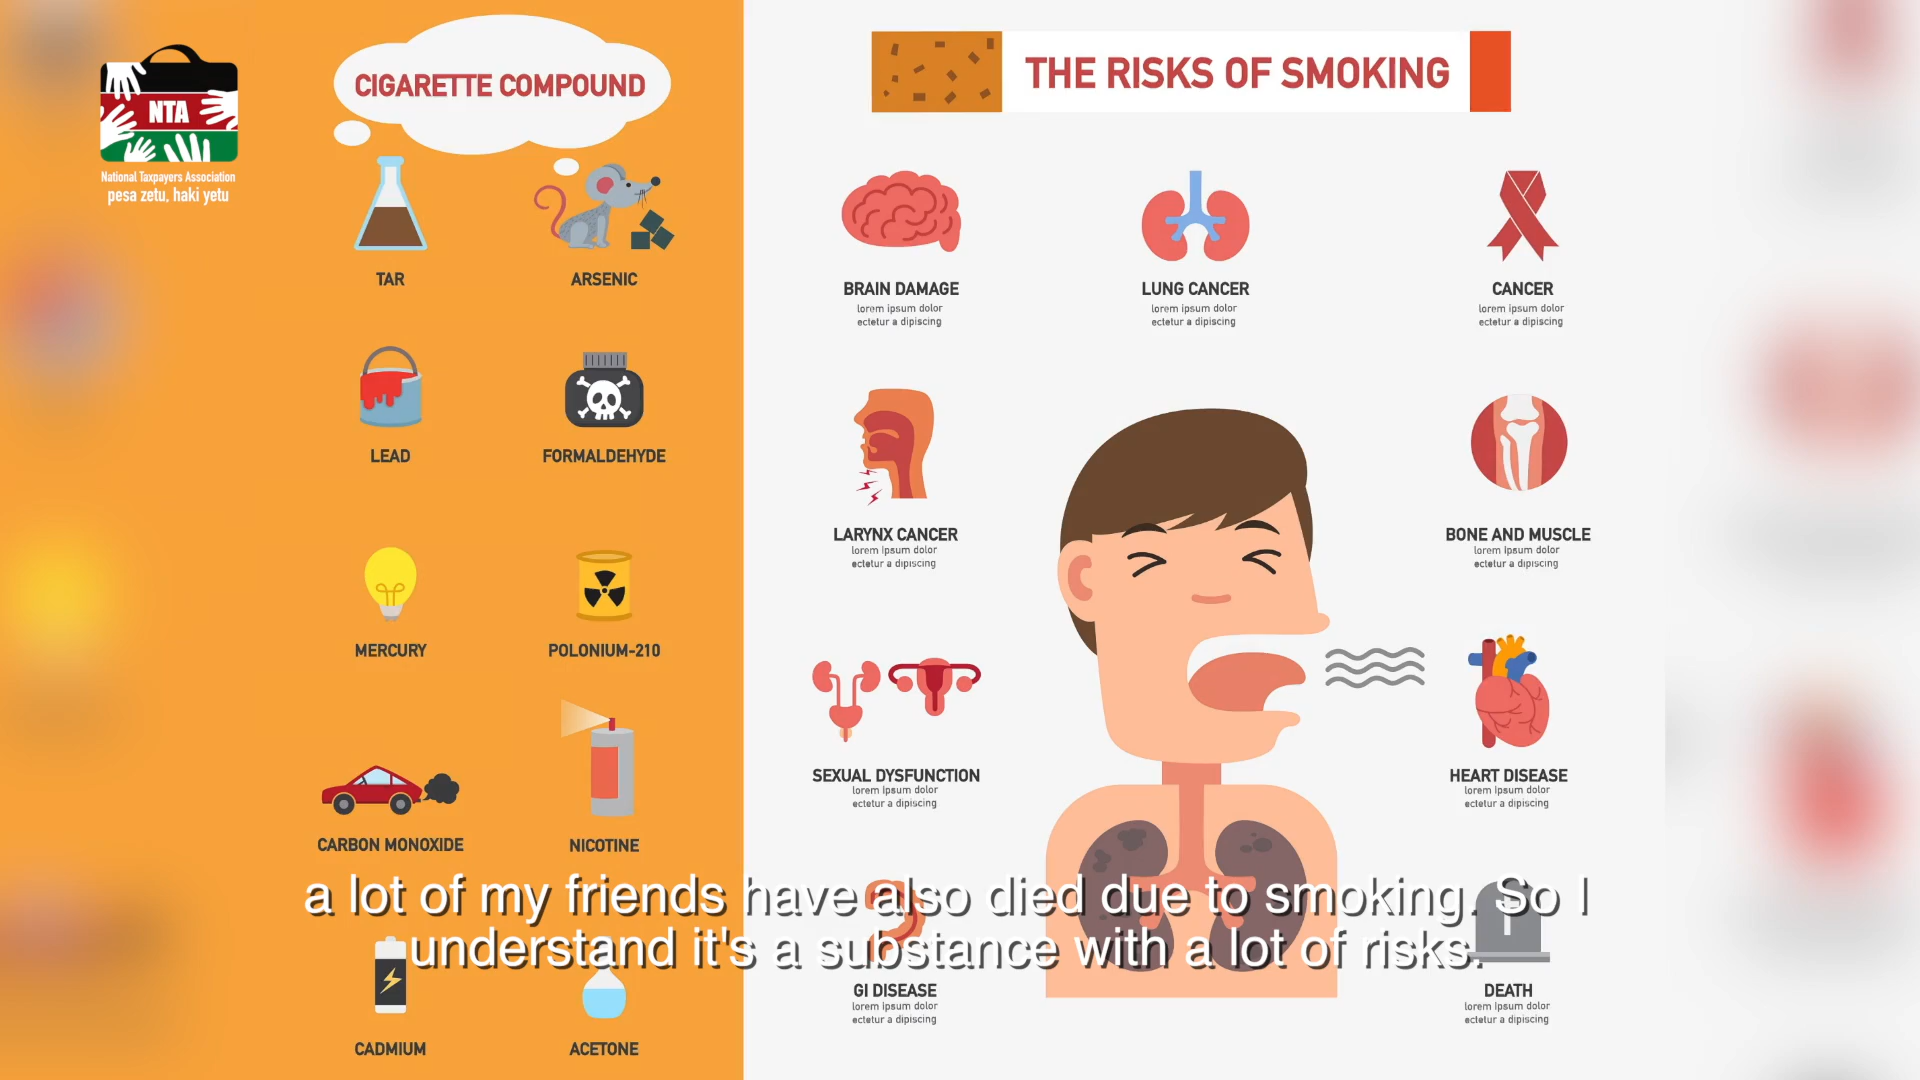 NTA
National Taxpayers Association
pesa zetu, haki yetu
CIGARETTE COMPOUND
TAR
ARSENIC
LEAD
FORMALDEHYDE
MERCURY
POLONIUM-210
CARBON MONOXIDE
NICOTINE
CADMIUM
ACETONE
THE RISKS OF SMOKING
BRAIN DAMAGE
lorem ipsum dolor
ectetur a dipiscing
LUNG CANCER
lorem ipsum dolor
ectetur a dipiscing
CANCER
lorem ipsum dolor
ectetur a dipiscing
LARYNX CANCER
lorem ipsum dolor
ectetur a dipiscing
BONE AND MUSCLE
lorem ipsum dolor
ectetur a dipiscing
SEXUAL DYSFUNCTION
lorem ipsum dolor
ectetur a dipiscing
HEART DISEASE
lorem ipsum dolor
ectetur a dipiscing
GI DISEASE
lorem ipsum dolor
ectetur a dipiscing
DEATH
lorem ipsum dolor
ectetur a dipiscing
a lot of my friends have also died due to smoking. So I
understand it's a substance with a lot of risks.